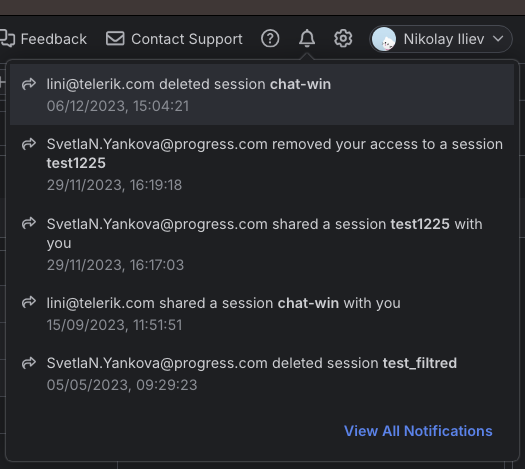 Feedback
Contact Support
Nikolay Iliev
lini@telerik.com deleted session chat-win
06/12/2023, 15:04:21
SvetlaN.Yankova@progress.com removed your access to a session
test1225
29/11/2023, 16:19:18
SvetlaN.Yankova@progress.com shared a session test1225 with
you
29/11/2023, 16:17:03
lini@telerik.com shared a session chat-win with you
15/09/2023, 11:51:51
SvetlaN.Yankova@progress.com deleted session test_filtred
05/05/2023, 09:29:23
View All Notifications